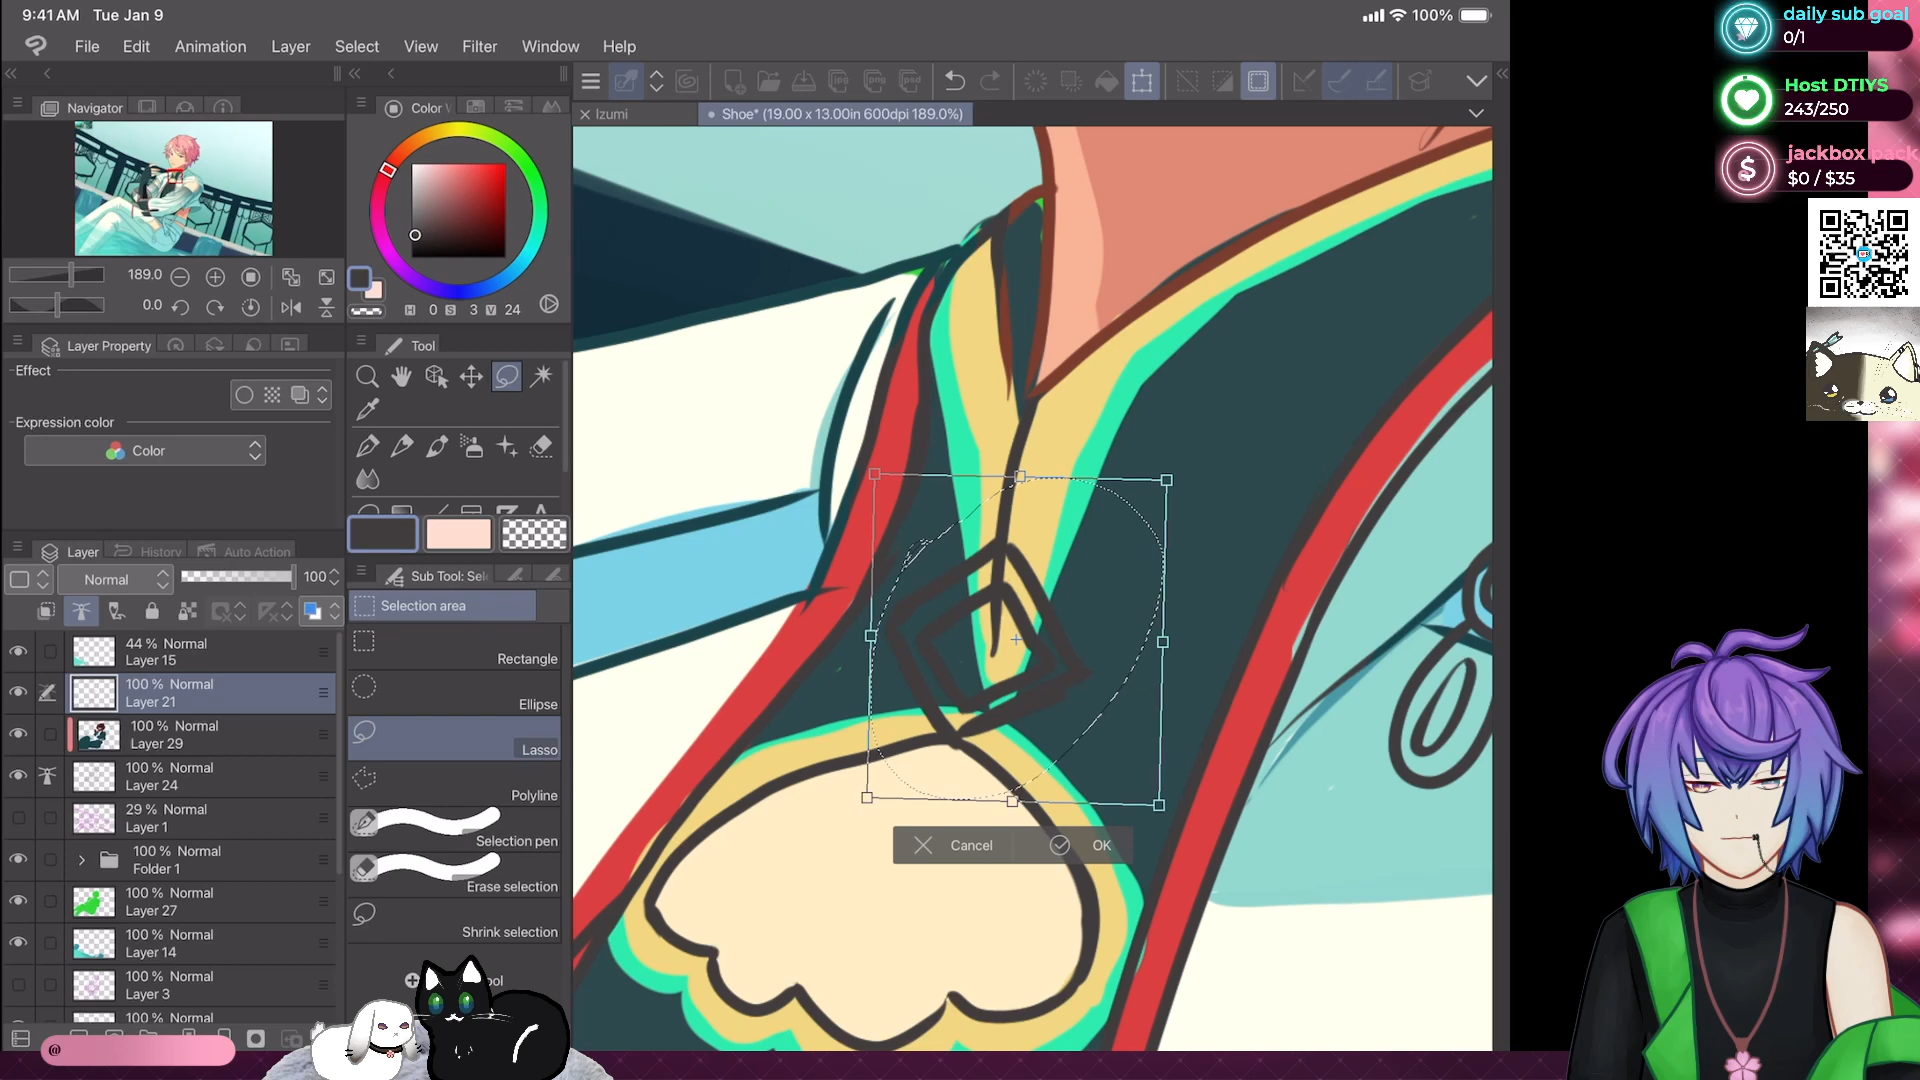 9:41 AM Tue Jan 9
100%
File Edit Animation Layer Select View Filter Window Help
Navigator
Color
Izumi
Shoe* (19.00 x 13.00in 600dpi 189.0%)
189.0
0.0
H 0 S 3 V 24
Layer Property
Tool
Effect
Expression color
Color
Layer History Auto Action
Normal 100
Sub Tool: Sel
Selection area
Rectangle
Ellipse
Lasso
Polyline
Selection pen
Erase selection
Shrink selection
44 % Normal
Layer 15
100 % Normal
Layer 21
100 % Normal
Layer 29
100 % Normal
Layer 24
29 % Normal
Layer 1
100 % Normal
Folder 1
100 % Normal
Layer 27
100 % Normal
Layer 14
100 % Normal
Layer 3
100 % Normal
Cancel OK
@
daily sub goal
0/1
Host DTIYS
243/250
jackbox pack
$0 / $35